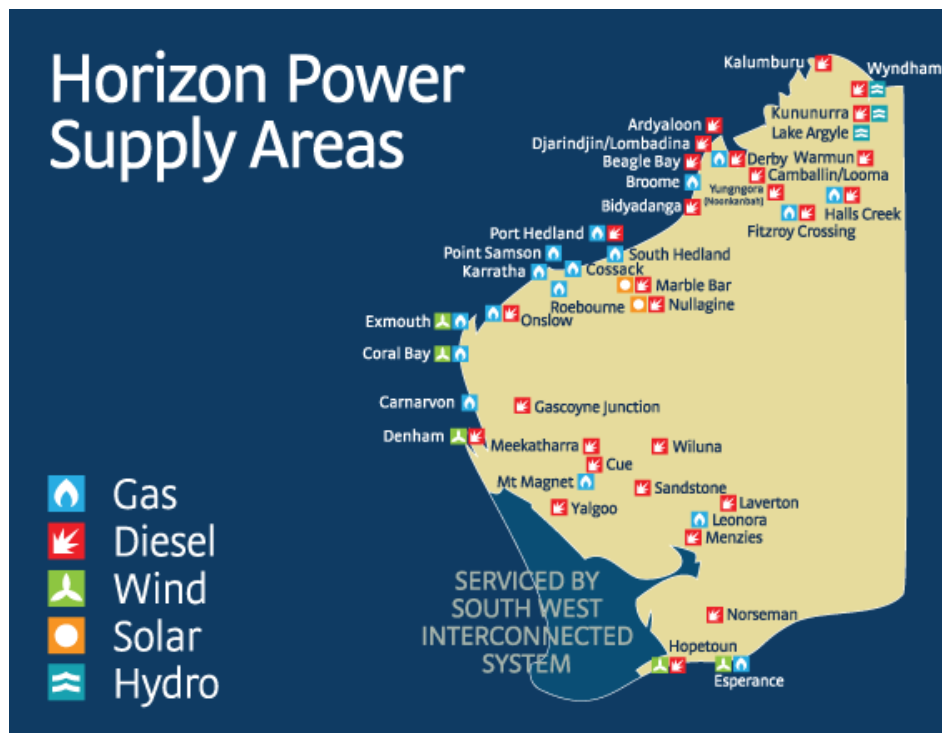 Horizon Power
Supply Areas
Kalumburu
Wyndham
Kununurra
Lake Argyle
Ardyaloon
Djarindjin/Lombadina
Beagle Bay
Derby
Warmun
Camballin/Looma
Broome
Yungngora
(Noonkanbah)
Bidyadanga
Halls Creek
Fitzroy Crossing
Port Hedland
Point Samson
South Hedland
Karratha
Cossack
Marble Bar
Roebourne
Nullagine
Exmouth
Onslow
Coral Bay
Carnarvon
Gascoyne Junction
Denham
Meekatharra
Wiluna
Cue
Mt Magnet
Sandstone
Yalgoo
Laverton
Leonora
Menzies
Gas
Diesel
Wind
Solar
Hydro
SERVICED BY
SOUTH WEST
INTERCONNECTED
SYSTEM
Norseman
Hopetoun
Esperance